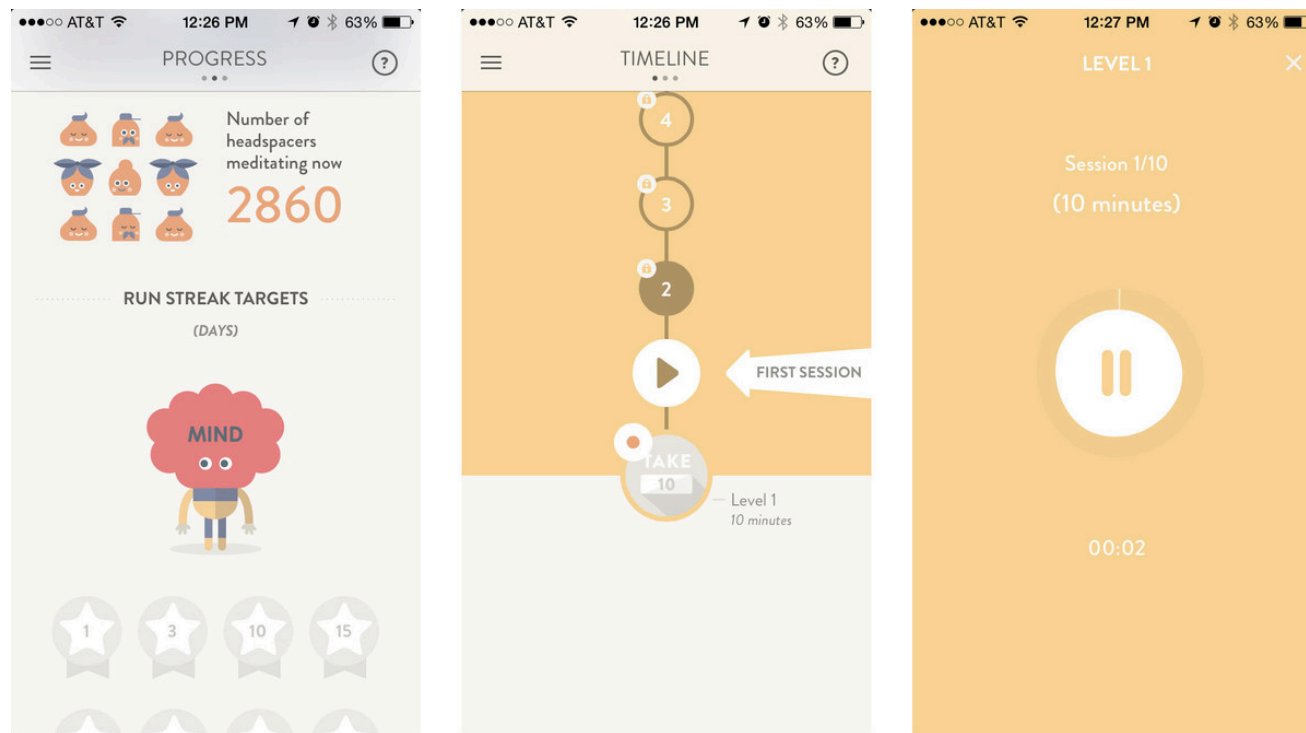 AT&T 12:26 PM 63%
PROGRESS
?
Number of
headspacers
meditating now
2860
RUN STREAK TARGETS
(DAYS)
MIND
1 3 10 15
AT&T 12:26 PM 63%
TIMELINE
?
4
3
2
FIRST SESSION
TAKE
10
Level 1
10 minutes
AT&T 12:27 PM 63%
LEVEL 1
Session 1/10
(10 minutes)
00:02